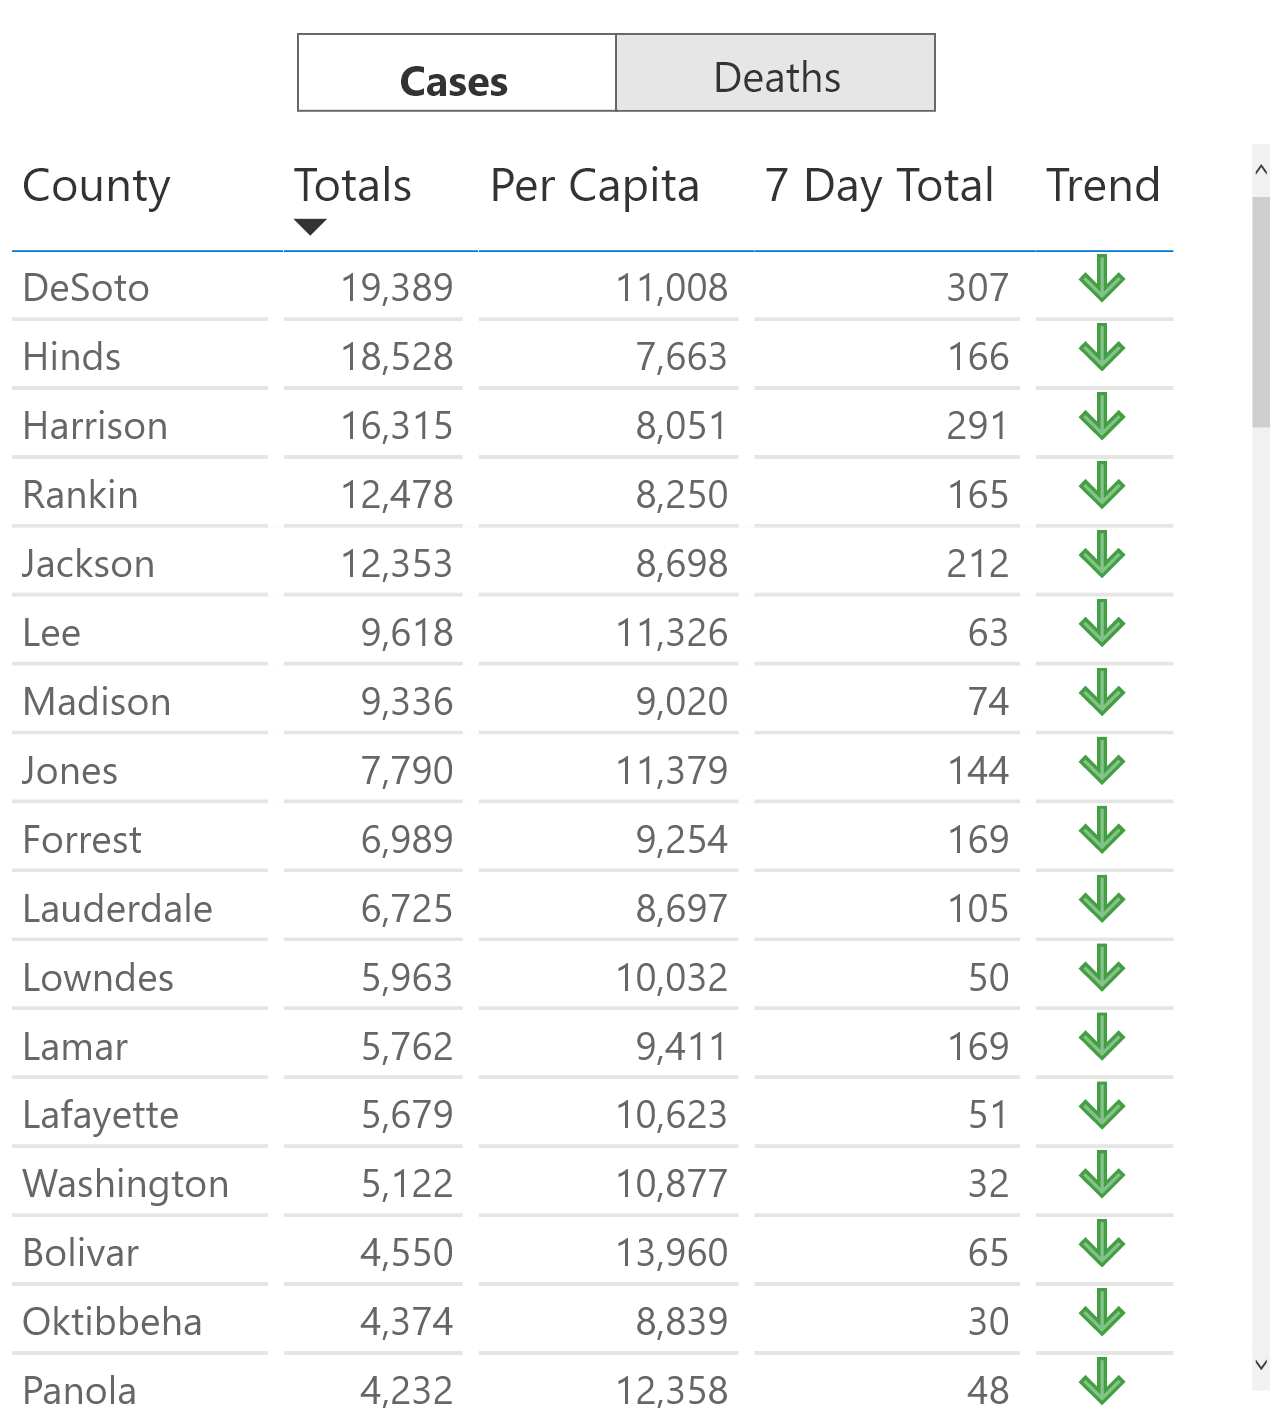 Cases Deaths
County Totals Per Capita 7 Day Total Trend
DeSoto 19,389 11,008 307
Hinds 18,528 7,663 166
Harrison 16,315 8,051 291
Rankin 12,478 8,250 165
Jackson 12,353 8,698 212
Lee 9,618 11,326 63
Madison 9,336 9,020 74
Jones 7,790 11,379 144
Forrest 6,989 9,254 169
Lauderdale 6,725 8,697 105
Lowndes 5,963 10,032 50
Lamar 5,762 9,411 169
Lafayette 5,679 10,623 51
Washington 5,122 10,877 32
Bolivar 4,550 13,960 65
Oktibbeha 4,374 8,839 30
Panola 4,232 12,358 48